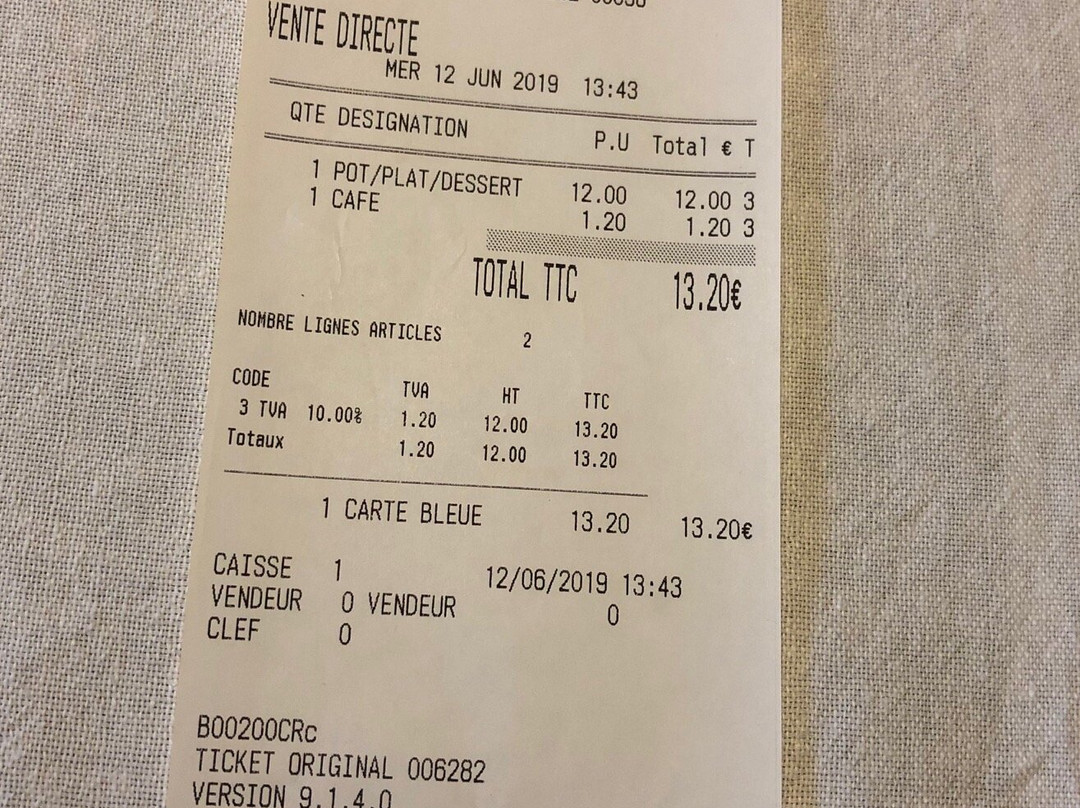 VENTE DIRECTE
MER 12 JUN 2019 13:43
QTE DESIGNATION P.U Total € T
1 POT/PLAT/DESSERT 12.00 12.00 3
1 CAFE 1.20 1.20 3
TOTAL TTC 13.20€
NOMBRE LIGNES ARTICLES 2
CODE TVA HT TTC
3 TVA 10.00% 1.20 12.00 13.20
Totaux 1.20 12.00 13.20
1 CARTE BLEUE 13.20 13.20€
CAISSE 1 12/06/2019 13:43
VENDEUR 0 VENDEUR 0
CLEF 0
B00200CRc
TICKET ORIGINAL 006282
VERSION 9.1.4.0